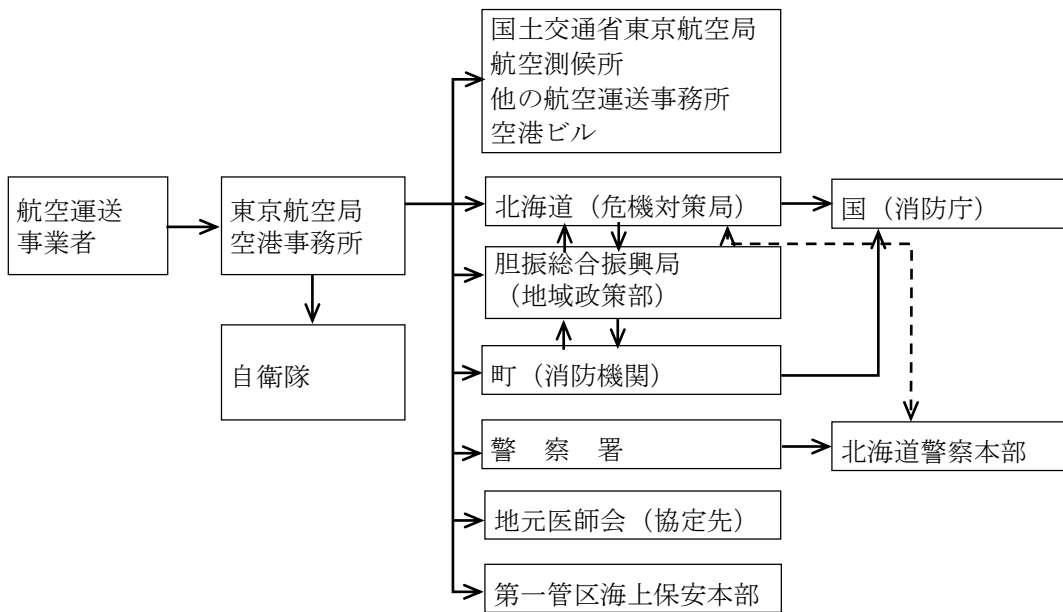 国土交通省東京航空局
航空測候所
他の航空運送事務所
空港ビル
航空運送
事業者
東京航空局
空港事務所
北海道（危機対策局）
国（消防庁）
胆振総合振興局
（地域政策部）
自衛隊
町（消防機関）
警　察　署
北海道警察本部
地元医師会（協定先）
第一管区海上保安本部